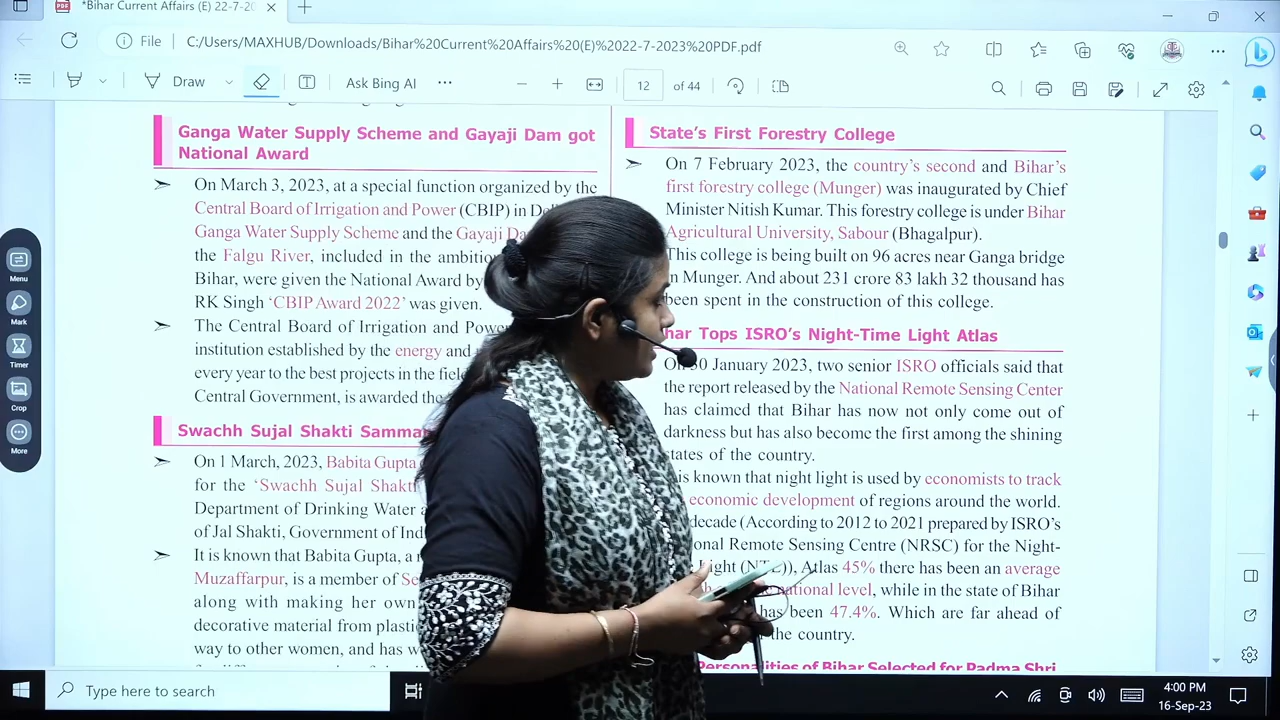 *Bihar Current Affairs (E) 22-7-20
File
C:/Users/MAXHUB/Downloads/Bihar%20Current%20Affairs%20(E)%2022-7-2023%20PDF.pdf
Draw
Ask Bing AI
12 of 44
Ganga Water Supply Scheme and Gayaji Dam got
National Award
On March 3, 2023, at a special function organized by the
Central Board of Irrigation and Power (CBIP) in
Ganga Water Supply Scheme and the Gayaji
the Falgu River, included in the
Bihar, were given the National Award by
RK Singh 'CBIP Award 2022' was given.
The Central Board of Irrigation and
institution established by the energy and
every year to the best projects in the
Central Government, is awarded the
Swachh Sujal Shakti
On 1 March, 2023, Babita Gupta
for the 'Swachh Sujal Shakti
Department of Drinking Water
of Jal Shakti, Government of
It is known that Babita Gupta, a
Muzaffarpur, is a member of
along with making her own
decorative material from
way to other women, and has
State's First Forestry College
On 7 February 2023, the country's second and Bihar's
first forestry college (Munger) was inaugurated by Chief
Minister Nitish Kumar. This forestry college is under Bihar
Agricultural University, Sabour (Bhagalpur).
This college is being built on 96 acres near Ganga bridge
in Munger. And about 231 crore 83 lakh 32 thousand has
been spent in the construction of this college.
Tops ISRO's Night-Time Light Atlas
On 30 January 2023, two senior ISRO officials said that
the report released by the National Remote Sensing Center
has claimed that Bihar has now not only come out of
darkness but has also become the first among the shining
states of the country.
is known that night light is used by economists to track
economic development of regions around the world.
decade (According to 2012 to 2021 prepared by ISRO's
Remote Sensing Centre (NRSC) for the Night-
Light (NTL)), Atlas 45% there has been an average
national level, while in the state of Bihar
has been 47.4%. Which are far ahead of
the country.
Personalities of Bihar Selected for Padma Shri
Menu
Mark
Timer
Crop
More
Type here to search
4:00 PM
16-Sep-23